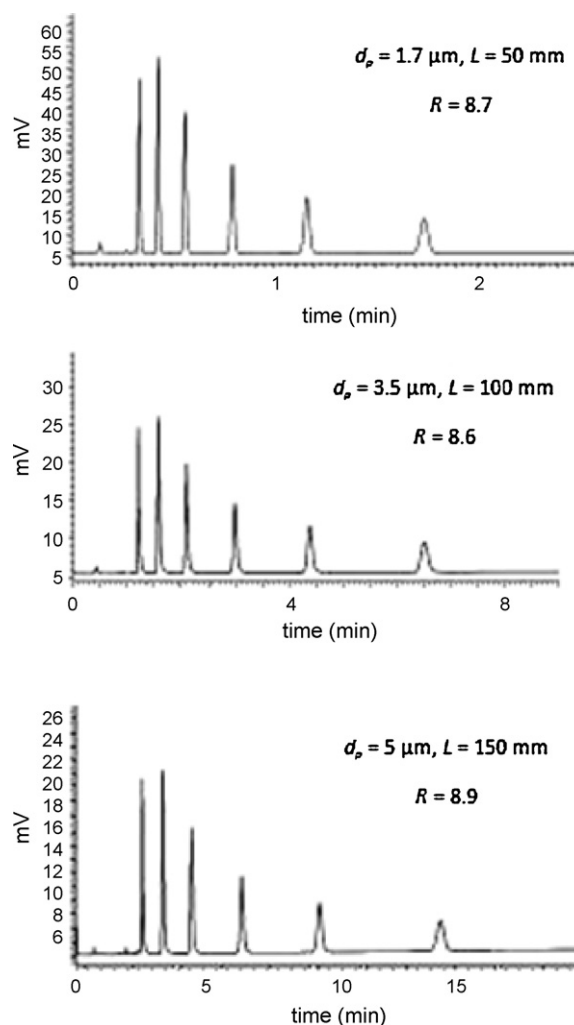 60
55
50
45
40
35
30
25
20
15
10
5
mV
d_p = 1.7 µm, L = 50 mm
R = 8.7
0 1 2
time (min)
30
25
20
15
10
5
mV
d_p = 3.5 µm, L = 100 mm
R = 8.6
0 4 8
time (min)
26
24
22
20
18
16
14
12
10
8
6
mV
d_p = 5 µm, L = 150 mm
R = 8.9
0 5 10 15
time (min)